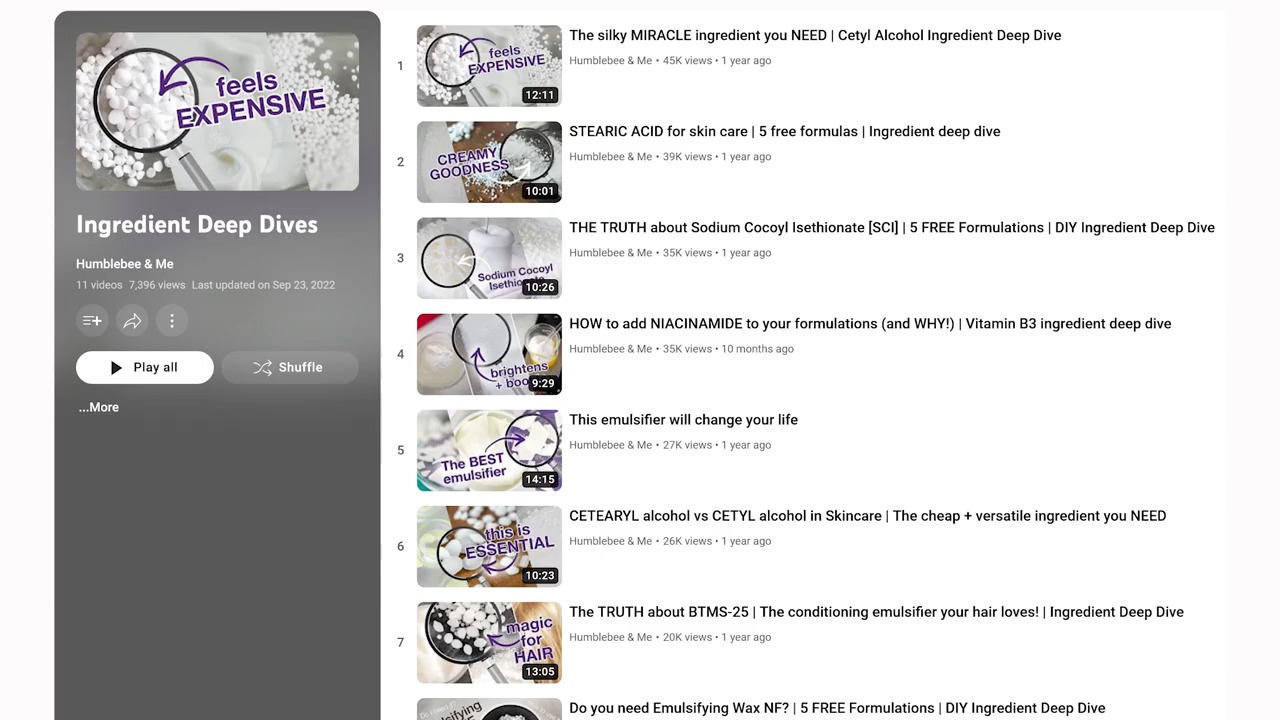 feels
EXPENSIVE
Ingredient Deep Dives
Humblebee & Me
11 videos 7,396 views Last updated on Sep 23, 2022
Play all
Shuffle
...More
1
feels
EXPENSIVE
12:11
The silky MIRACLE ingredient you NEED | Cetyl Alcohol Ingredient Deep Dive
Humblebee & Me • 45K views • 1 year ago
2
CREAMY
GOODNESS
10:01
STEARIC ACID for skin care | 5 free formulas | Ingredient deep dive
Humblebee & Me • 39K views • 1 year ago
3
Sodium Cocoyl
10:26
THE TRUTH about Sodium Cocoyl Isethionate [SCI] | 5 FREE Formulations | DIY Ingredient Deep Dive
Humblebee & Me • 35K views • 1 year ago
4
brightens
+ boo
9:29
HOW to add NIACINAMIDE to your formulations (and WHY!) | Vitamin B3 ingredient deep dive
Humblebee & Me • 35K views • 10 months ago
5
The BEST
emulsifier
14:15
This emulsifier will change your life
Humblebee & Me • 27K views • 1 year ago
6
this is
ESSENTIAL
10:23
CETEARYL alcohol vs CETYL alcohol in Skincare | The cheap + versatile ingredient you NEED
Humblebee & Me • 26K views • 1 year ago
7
magic
for
HAIR
13:05
The TRUTH about BTMS-25 | The conditioning emulsifier your hair loves! | Ingredient Deep Dive
Humblebee & Me • 20K views • 1 year ago
Do you need Emulsifying Wax NF? | 5 FREE Formulations | DIY Ingredient Deep Dive